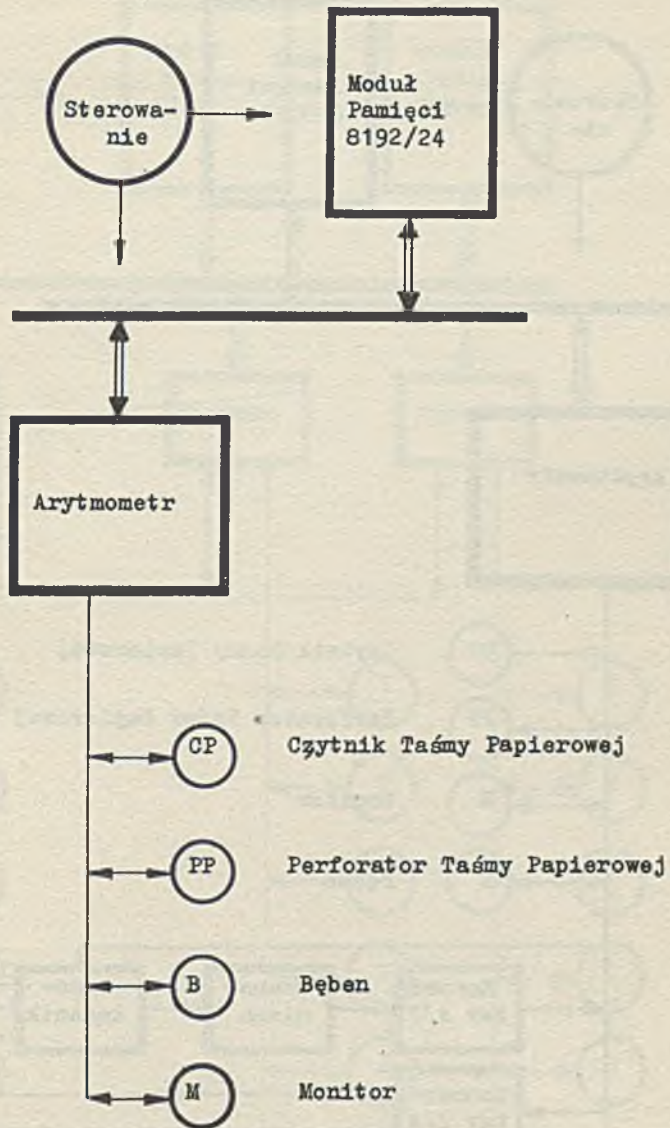 Sterowa-
nie
Moduł
Pamięci
8192/24
Arytmometr
CP Czytnik Taśmy Papierowej
PP Perforator Taśmy Papierowej
B Bęben
M Monitor